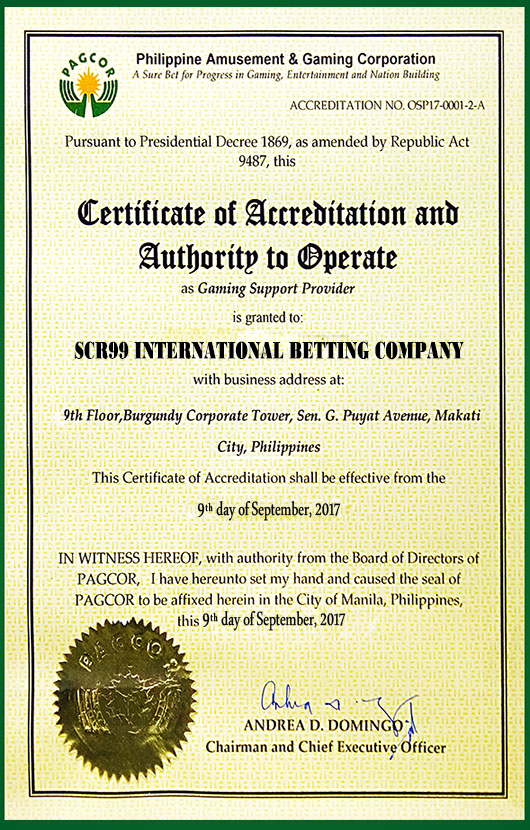 PAGCOR
Philippine Amusement & Gaming Corporation
A Sure Bet for Progress in Gaming, Entertainment and Nation Building
ACCREDITATION NO. OSP17-0001-2-A
Pursuant to Presidential Decree 1869, as amended by Republic Act
9487, this
Certificate of Accreditation and
Authority to Operate
as Gaming Support Provider
is granted to:
SCR99 INTERNATIONAL BETTING COMPANY
with business address at:
9th Floor,Burgundy Corporate Tower, Sen. G. Puyat Avenue, Makati
City, Philippines
This Certificate of Accreditation shall be effective from the
9th day of September, 2017
IN WITNESS HEREOF, with authority from the Board of Directors of
PAGCOR, I have hereunto set my hand and caused the seal of
PAGCOR to be affixed herein in the City of Manila, Philippines,
this 9th day of September, 2017
PAGCOR
ANDREA D. DOMINGO
Chairman and Chief Executive Officer